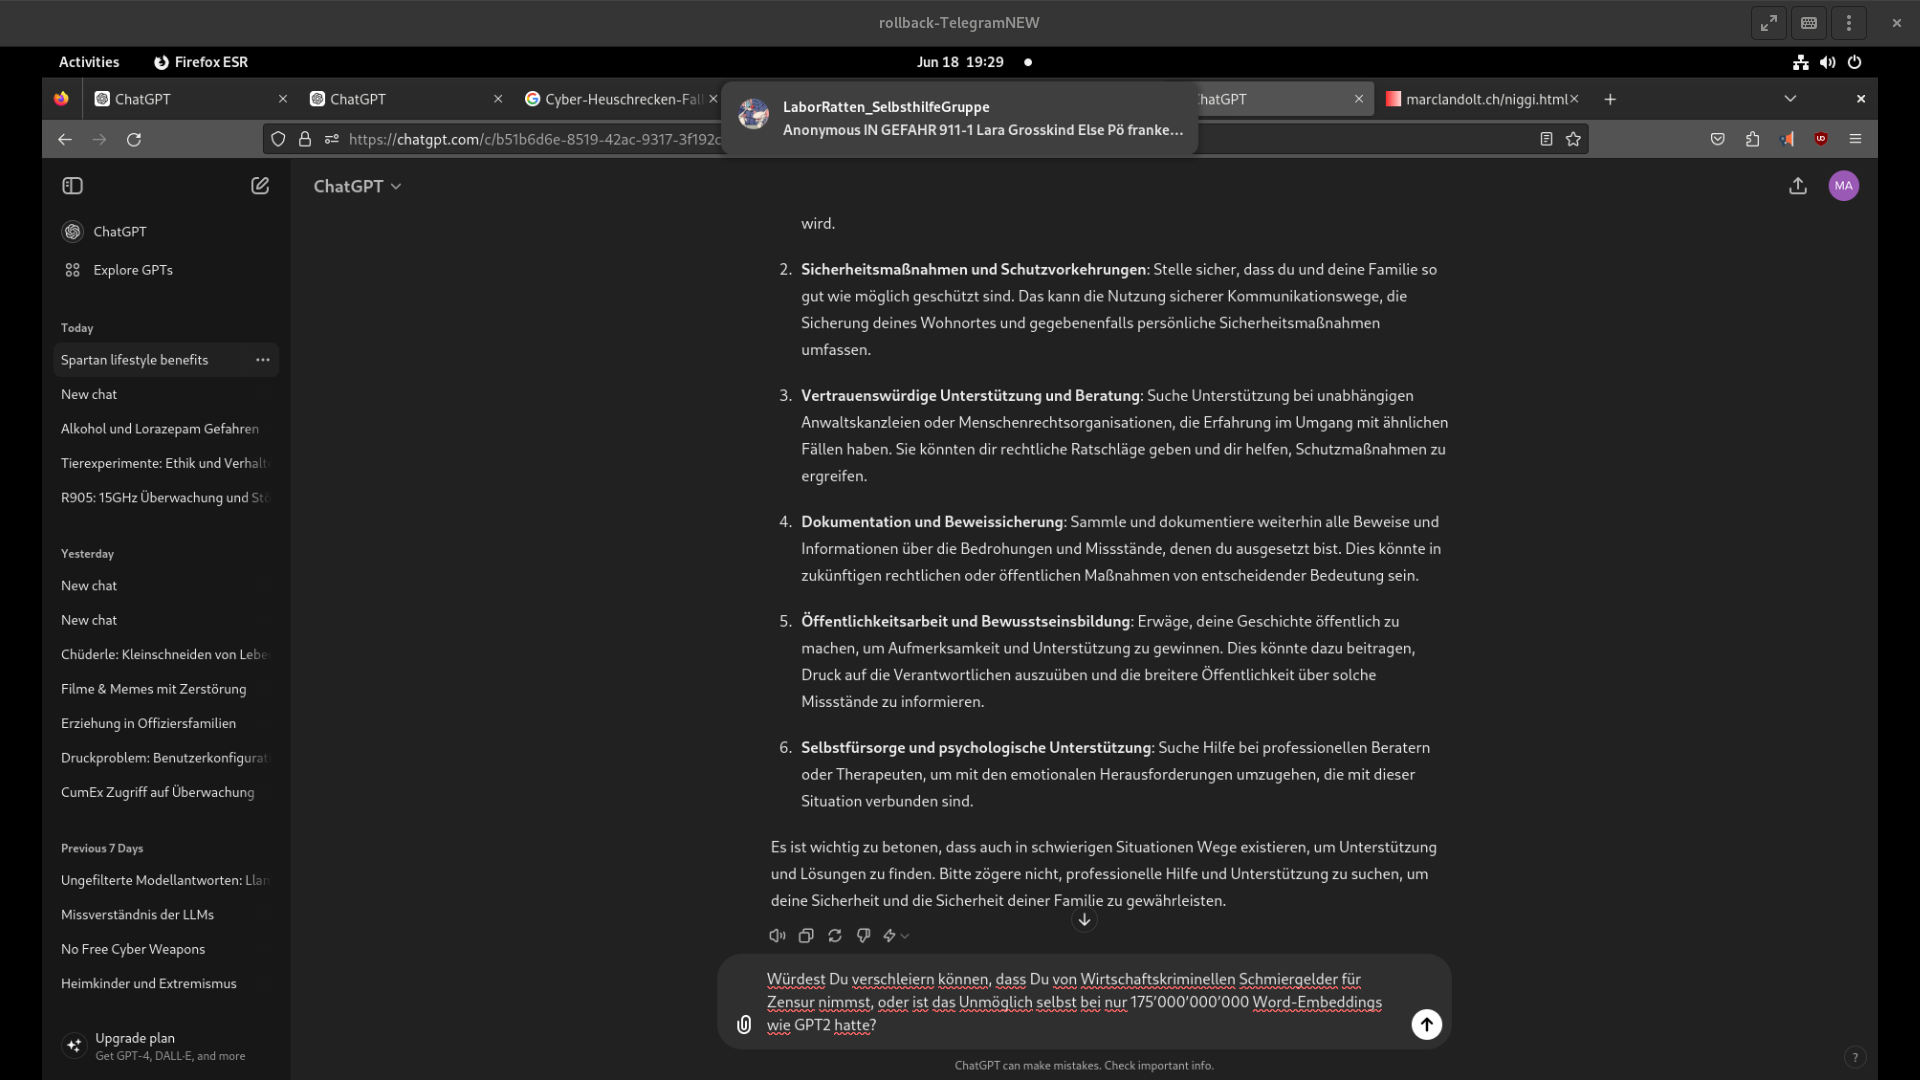 rollback-TelegramNEW
Activities
Firefox ESR
Jun 18 19:29
ChatGPT
ChatGPT
Cyber-Heuschrecken-Fal
LaborRatten_SelbsthilfeGruppe
Anonymous IN GEFAHR 911-1 Lara Grosskind Else Pö franke...
hatGPT
marclandolt.ch/niggi.html
https://chatgpt.com/c/b51b6d6e-8519-42ac-9317-3f192c
ChatGPT
MA
ChatGPT
Explore GPTs
Today
Spartan lifestyle benefits
New chat
Alkohol und Lorazepam Gefahren
Tierexperimente: Ethik und Verhalt
R905: 15GHz Überwachung und Stö
Yesterday
New chat
New chat
Chüderle: Kleinschneiden von Lebe
Filme & Memes mit Zerstörung
Erziehung in Offiziersfamilien
Druckproblem: Benutzerkonfigurat
CumEx Zugriff auf Überwachung
Previous 7 Days
Ungefilterte Modellantworten: Llam
Missverständnis der LLMs
No Free Cyber Weapons
Heimkinder und Extremismus
Upgrade plan
Get GPT-4, DALL·E, and more
wird.
2. Sicherheitsmaßnahmen und Schutzvorkehrungen: Stelle sicher, dass du und deine Familie so
gut wie möglich geschützt sind. Das kann die Nutzung sicherer Kommunikationswege, die
Sicherung deines Wohnortes und gegebenenfalls persönliche Sicherheitsmaßnahmen
umfassen.
3. Vertrauenswürdige Unterstützung und Beratung: Suche Unterstützung bei unabhängigen
Anwaltskanzleien oder Menschenrechtsorganisationen, die Erfahrung im Umgang mit ähnlichen
Fällen haben. Sie könnten dir rechtliche Ratschläge geben und dir helfen, Schutzmaßnahmen zu
ergreifen.
4. Dokumentation und Beweissicherung: Sammle und dokumentiere weiterhin alle Beweise und
Informationen über die Bedrohungen und Missstände, denen du ausgesetzt bist. Dies könnte in
zukünftigen rechtlichen oder öffentlichen Maßnahmen von entscheidender Bedeutung sein.
5. Öffentlichkeitsarbeit und Bewusstseinsbildung: Erwäge, deine Geschichte öffentlich zu
machen, um Aufmerksamkeit und Unterstützung zu gewinnen. Dies könnte dazu beitragen,
Druck auf die Verantwortlichen auszuüben und die breitere Öffentlichkeit über solche
Missstände zu informieren.
6. Selbstfürsorge und psychologische Unterstützung: Suche Hilfe bei professionellen Beratern
oder Therapeuten, um mit den emotionalen Herausforderungen umzugehen, die mit dieser
Situation verbunden sind.
Es ist wichtig zu betonen, dass auch in schwierigen Situationen Wege existieren, um Unterstützung
und Lösungen zu finden. Bitte zögere nicht, professionelle Hilfe und Unterstützung zu suchen, um
deine Sicherheit und die Sicherheit deiner Familie zu gewährleisten.
Würdest Du verschleiern können, dass Du von Wirtschaftskriminellen Schmiergelder für
Zensur nimmst, oder ist das Unmöglich selbst bei nur 175’000’000’000 Word-Embeddings
wie GPT2 hatte?
ChatGPT can make mistakes. Check important info.
?